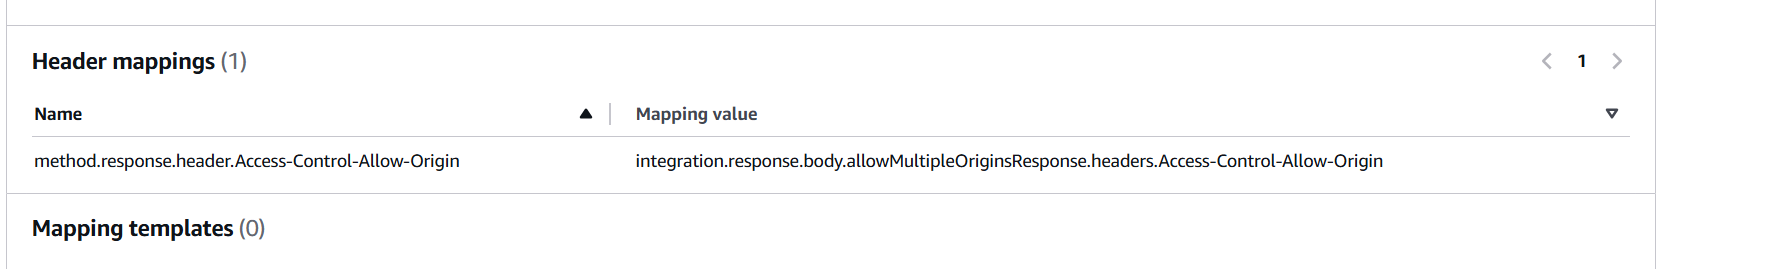 Header mappings (1)
1
Name
Mapping value
method.response.header.Access-Control-Allow-Origin
integration.response.body.allowMultipleOriginsResponse.headers.Access-Control-Allow-Origin
Mapping templates (0)